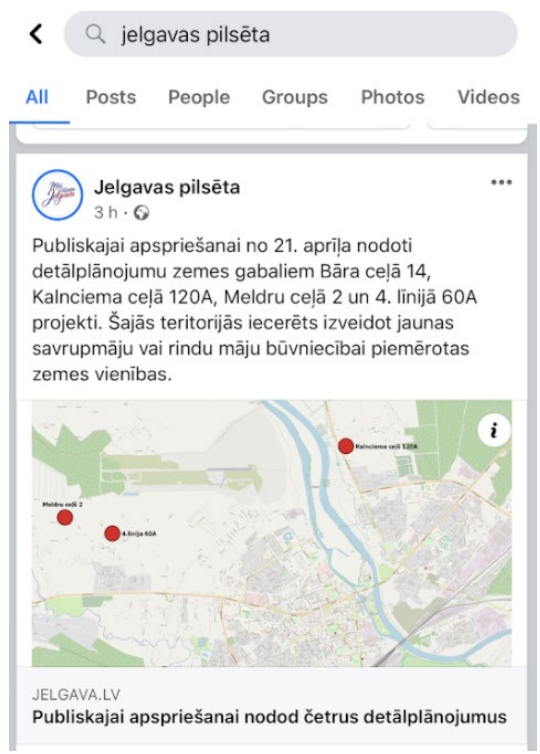 jelgavas pilsēta
All Posts People Groups Photos Videos
Jelgavas pilsēta
3 h ·
Publiskajai apspriešanai no 21. aprīļa nodoti
detālplānojumu zemes gabaliem Bāra ceļā 14,
Kalnciema ceļā 120A, Meldru ceļā 2 un 4. līnijā 60A
projekti. Šajās teritorijās iecerēts izveidot jaunas
savrupmāju vai rindu māju būvniecībai piemērotas
zemes vienības.
i
Kalnciema ceļš 120A
Meldru ceļš 2
4.līnija 60A
JELGAVA.LV
Publiskajai apspriešanai nodod četrus detālplānojumus